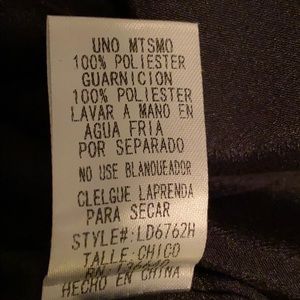 UNO MTSMO
100% POLIESTER
GUARNICION
100% POLIESTER
LAVAR A MANO EN
AGUA FRIA
POR SEPARADO
NO USE BLANQUEADOR
CLELGUE LAPRENDA
PARA SECAR
STYLE#: LD6762H
TALLE: CHICO
RN
HECHO EN CHINA